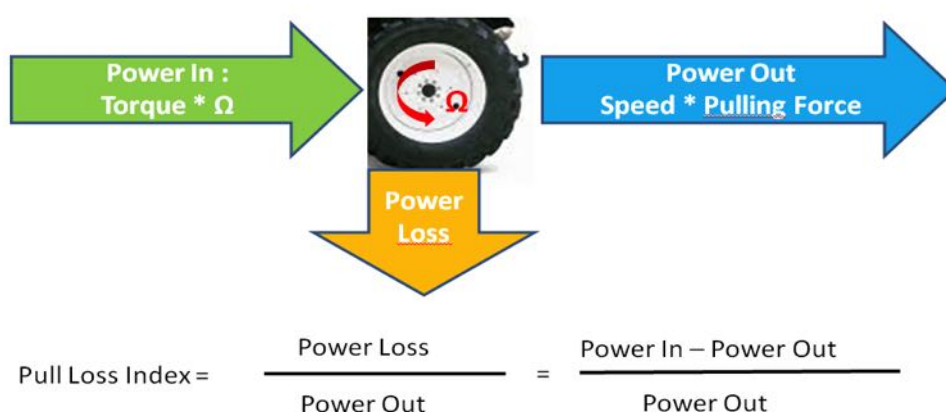 Power In :
Torque * Ω
Ω
Power Out
Speed * Pulling Force
Power
Loss
Pull Loss Index = Power Loss / Power Out = Power In – Power Out / Power Out